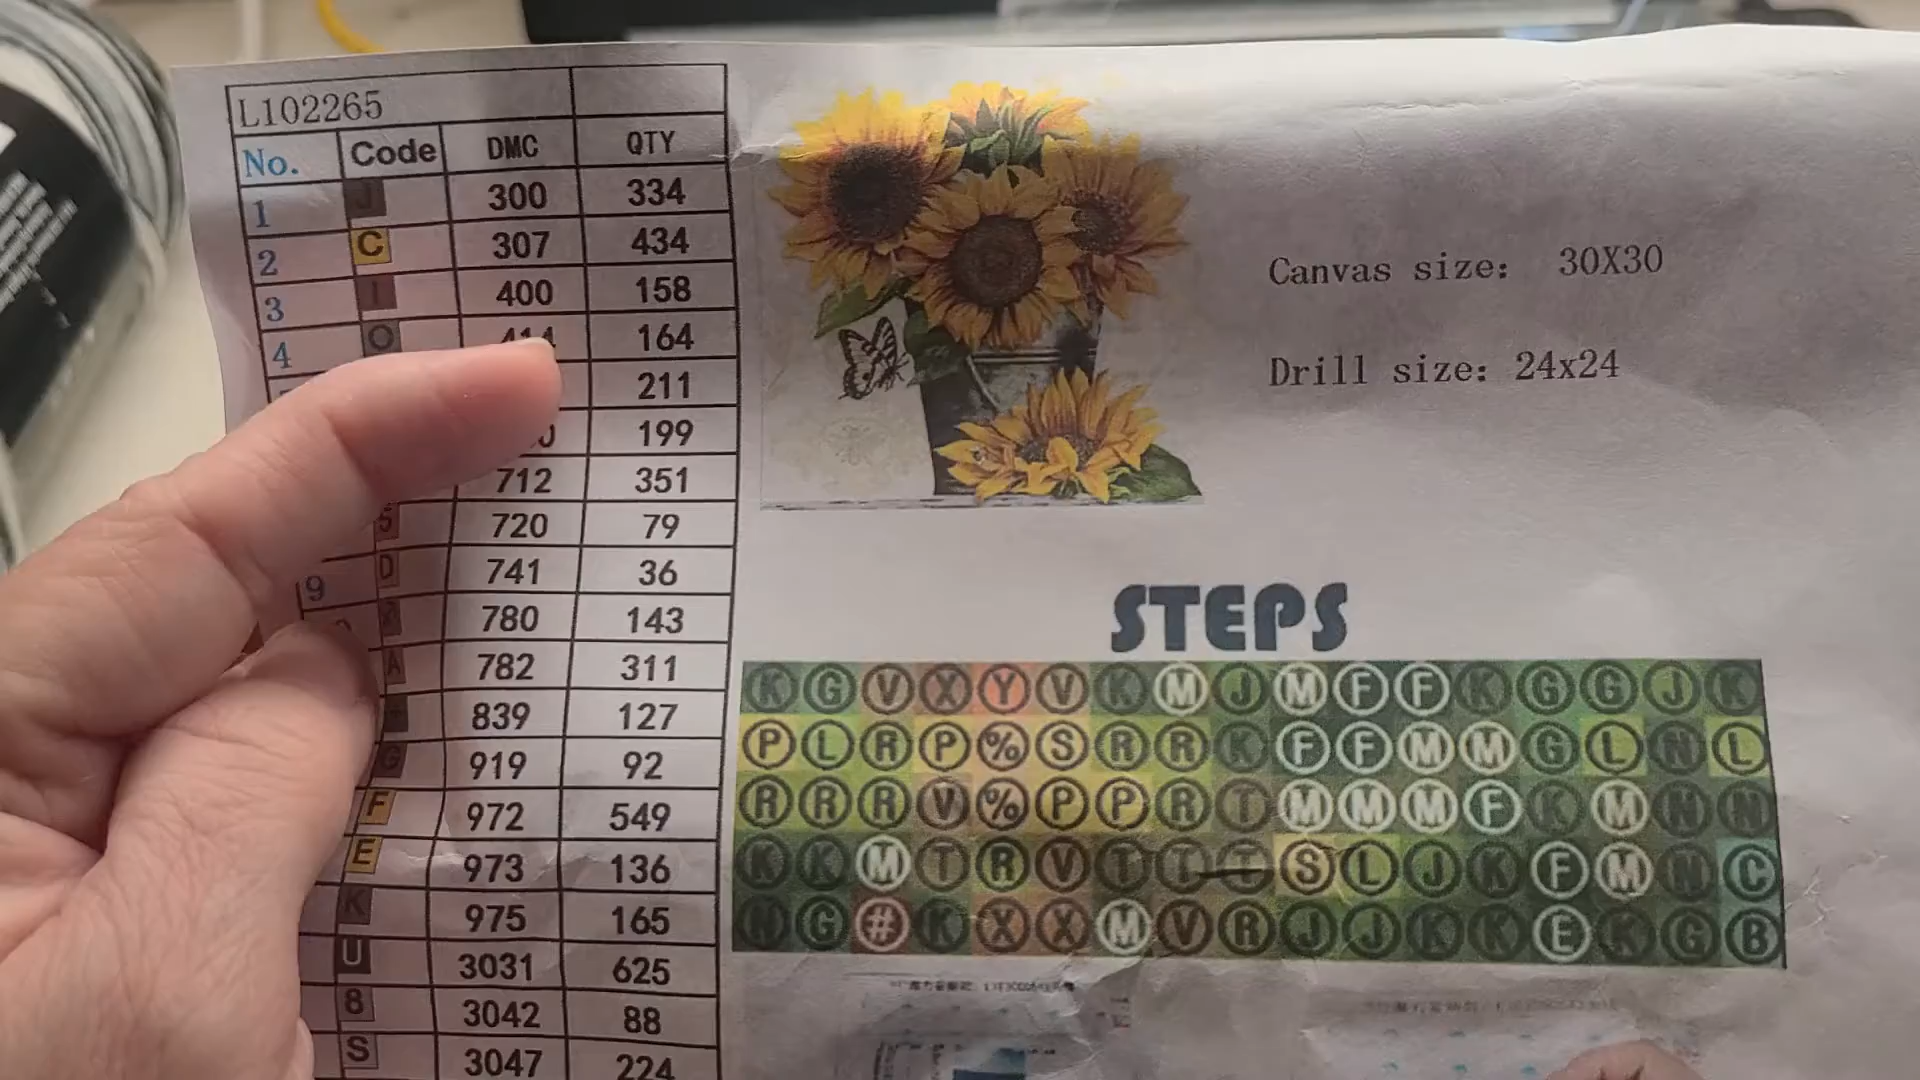 L102265
No. Code DMC QTY
1 J 300 334
2 C 307 434
3 I 400 158
4 O 414 164
211
199
712 351
5 720 79
9 D 741 36
780 143
A 782 311
839 127
G 919 92
F 972 549
E 973 136
K 975 165
U 3031 625
8 3042 88
S 3047 224
Canvas size: 30X30
Drill size: 24x24
STEPS
K G V X Y V K M J M F F K G G J K
P L R P % S R R K F F M M G L N L
R R R V % P P R T M M M F K M N N
K K M T R V T T T S L J K F M N C
N G # K X X M V R J J K K E K G B